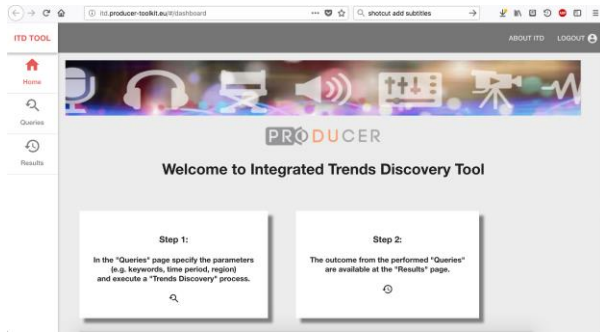 itd.producer-toolkit.eu/#/dashboard
shotcut add subtitles
ITD TOOL
ABOUT ITD
LOGOUT
Home
Queries
Results
PRODUCER
Welcome to Integrated Trends Discovery Tool
Step 1:
In the "Queries" page specify the parameters
(e.g. keywords, time period, region)
and execute a "Trends Discovery" process.
Step 2:
The outcome from the performed "Queries"
are available at the "Results" page.